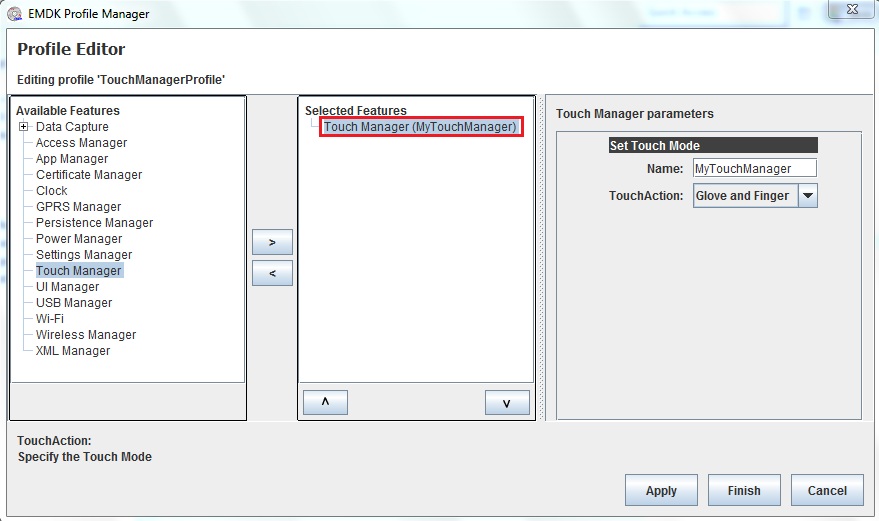 EMDK Profile Manager
Profile Editor
Editing profile 'TouchManagerProfile'
Available Features
Data Capture
Access Manager
App Manager
Certificate Manager
Clock
GPRS Manager
Persistence Manager
Power Manager
Settings Manager
Touch Manager
UI Manager
USB Manager
Wi-Fi
Wireless Manager
XML Manager
>
<
Selected Features
Touch Manager (MyTouchManager)
^
v
Touch Manager parameters
Set Touch Mode
Name: MyTouchManager
TouchAction: Glove and Finger
TouchAction:
Specify the Touch Mode
Apply Finish Cancel